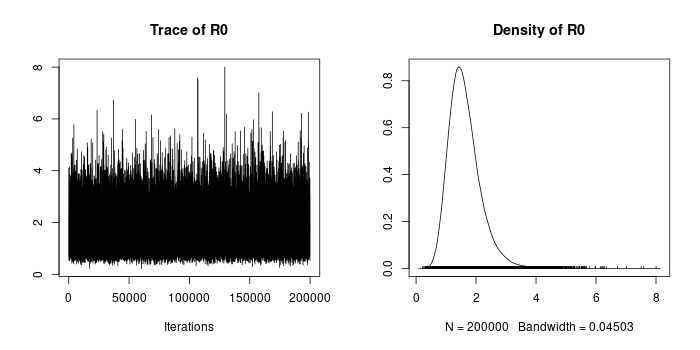 Trace of R0
8
6
4
2
0
0 50000 100000 150000 200000
Iterations
Density of R0
0.8
0.6
0.4
0.2
0.0
0 2 4 6 8
N = 200000 Bandwidth = 0.04503